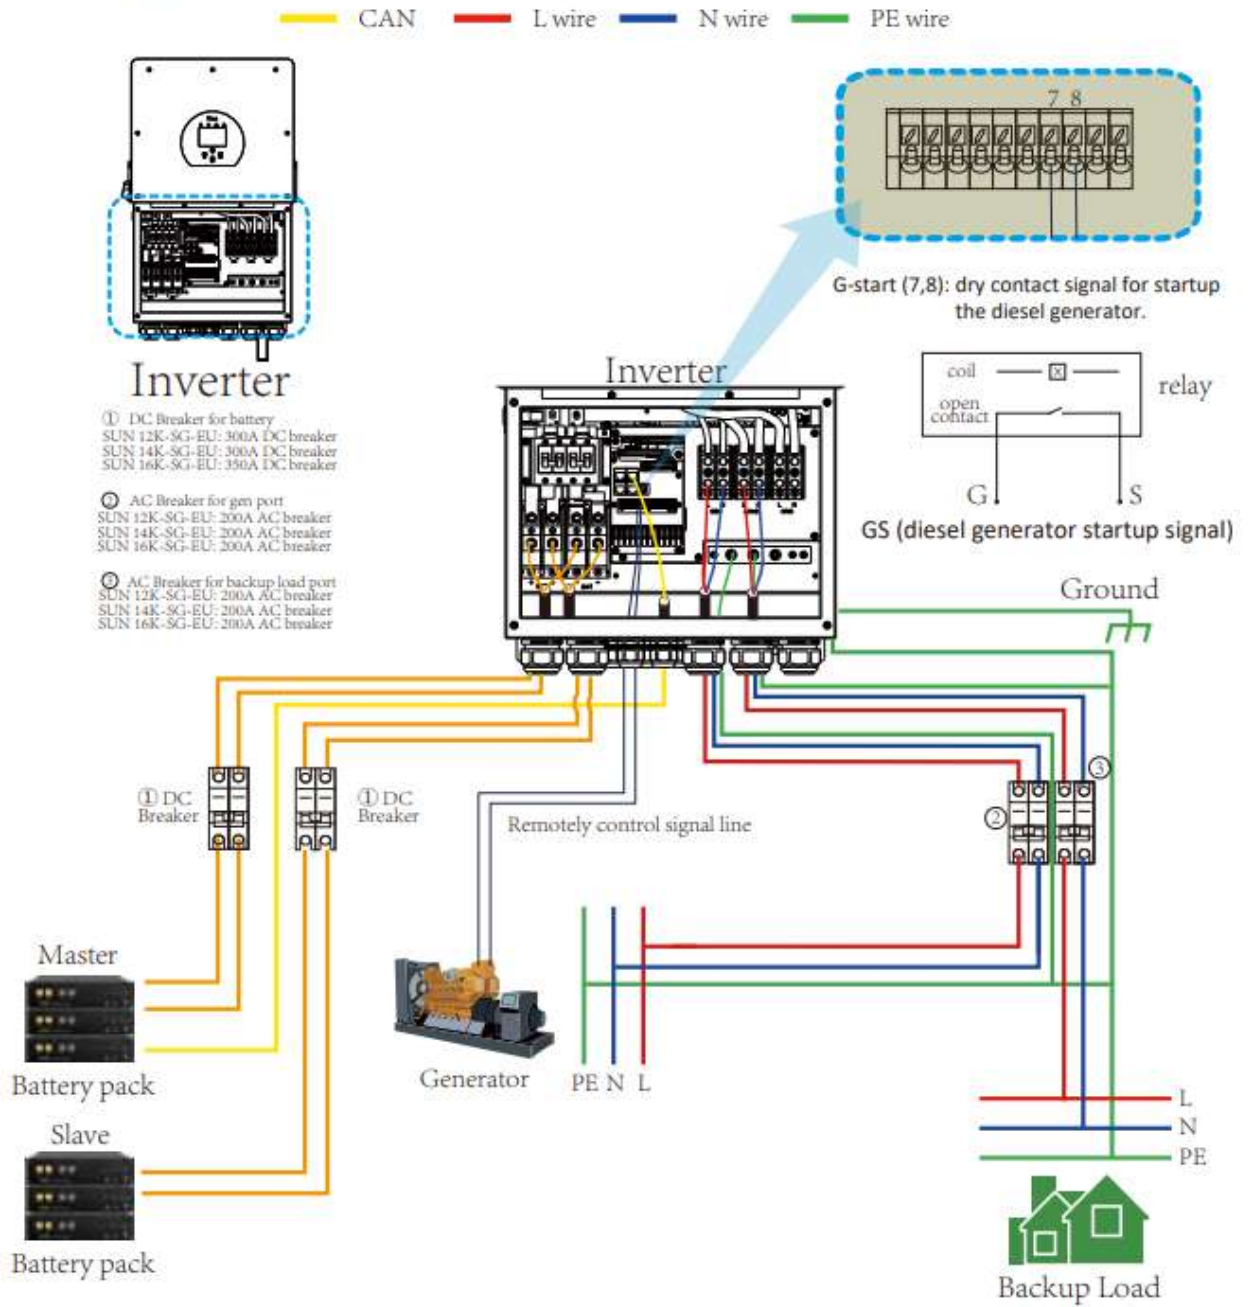 CAN L wire N wire PE wire
7 8
G-start (7,8): dry contact signal for startup
the diesel generator.
Inverter
① DC Breaker for battery
SUN 12K-SG-EU: 300A DC breaker
SUN 14K-SG-EU: 300A DC breaker
SUN 16K-SG-EU: 350A DC breaker
② AC Breaker for gen port
SUN 12K-SG-EU: 200A AC breaker
SUN 14K-SG-EU: 200A AC breaker
SUN 16K-SG-EU: 200A AC breaker
③ AC Breaker for backup load port
SUN 12K-SG-EU: 200A AC breaker
SUN 14K-SG-EU: 200A AC breaker
SUN 16K-SG-EU: 200A AC breaker
Inverter
coil
open
contact
relay
G S
GS (diesel generator startup signal)
Ground
① DC
Breaker
① DC
Breaker
Remotely control signal line
②
③
Master
Battery pack
Slave
Battery pack
Generator
PE N L
L
N
PE
Backup Load